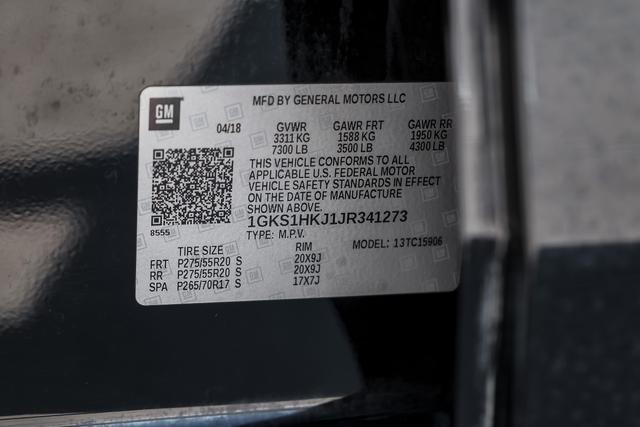 GM
MFD BY GENERAL MOTORS LLC
04/18
GVWR GAWR FRT GAWR RR
3311 KG 1588 KG 1950 KG
7300 LB 3500 LB 4300 LB
THIS VEHICLE CONFORMS TO ALL
APPLICABLE U.S. FEDERAL MOTOR
VEHICLE SAFETY STANDARDS IN EFFECT
ON THE DATE OF MANUFACTURE
SHOWN ABOVE.
1GKS1HKJ1JR341273
8555
TYPE: M.P.V. MODEL: 13TC15906
TIRE SIZE RIM
FRT P275/55R20 S 20X9J
RR P275/55R20 S 20X9J
SPA P265/70R17 S 17X7J